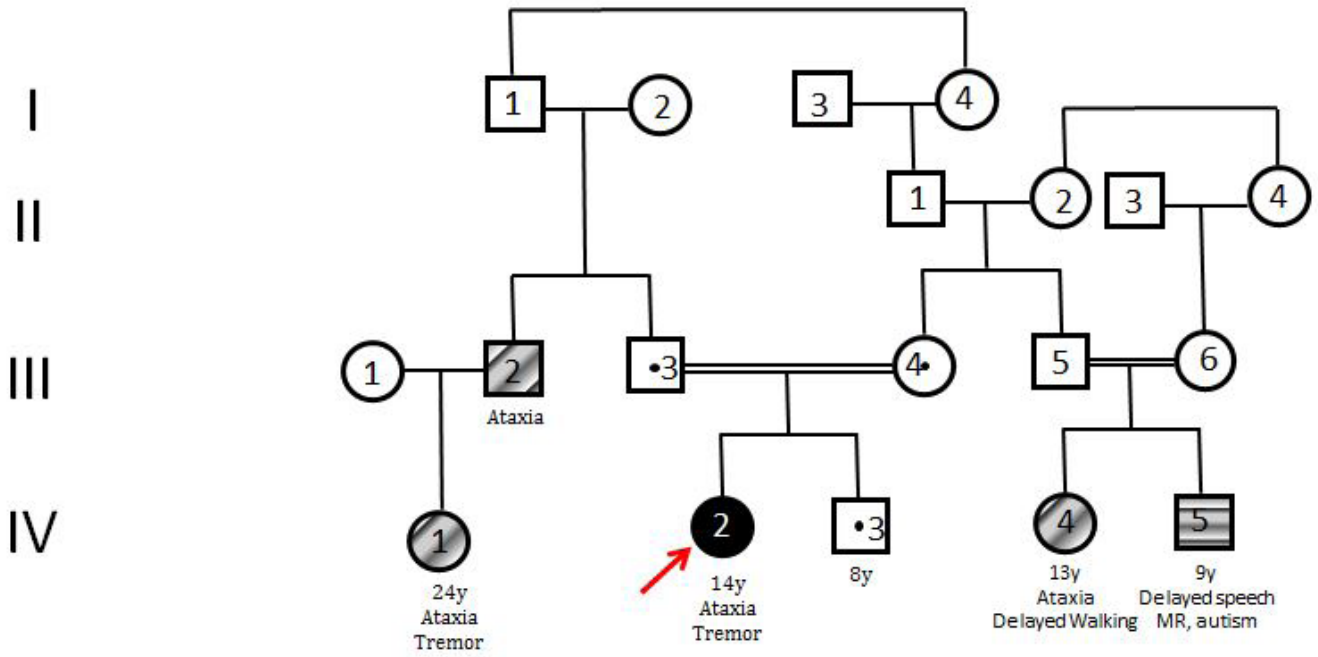 I
1 2 3 4
II
1 2 3 4
III
1 2 3 4 5 6
Ataxia
IV
1 2 3 4 5
24y
Ataxia
Tremor
14y
Ataxia
Tremor
8y
13y
Ataxia
Delayed Walking
9y
Delayed speech
MR, autism